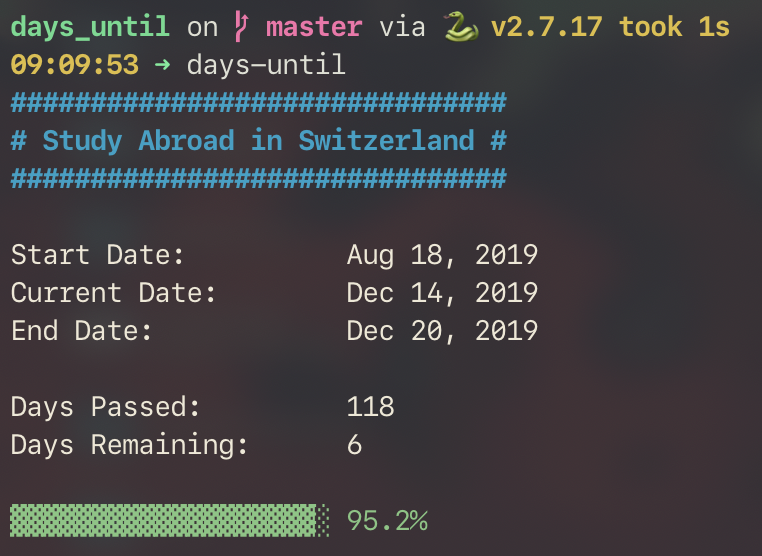 days_until on master via 🐍 v2.7.17 took 1s
09:09:53 → days-until
###############################
# Study Abroad in Switzerland #
###############################
Start Date: Aug 18, 2019
Current Date: Dec 14, 2019
End Date: Dec 20, 2019
Days Passed: 118
Days Remaining: 6
▓▓▓▓▓▓▓▓▓▓▓▓▓▓▓▓▓▓▓░ 95.2%